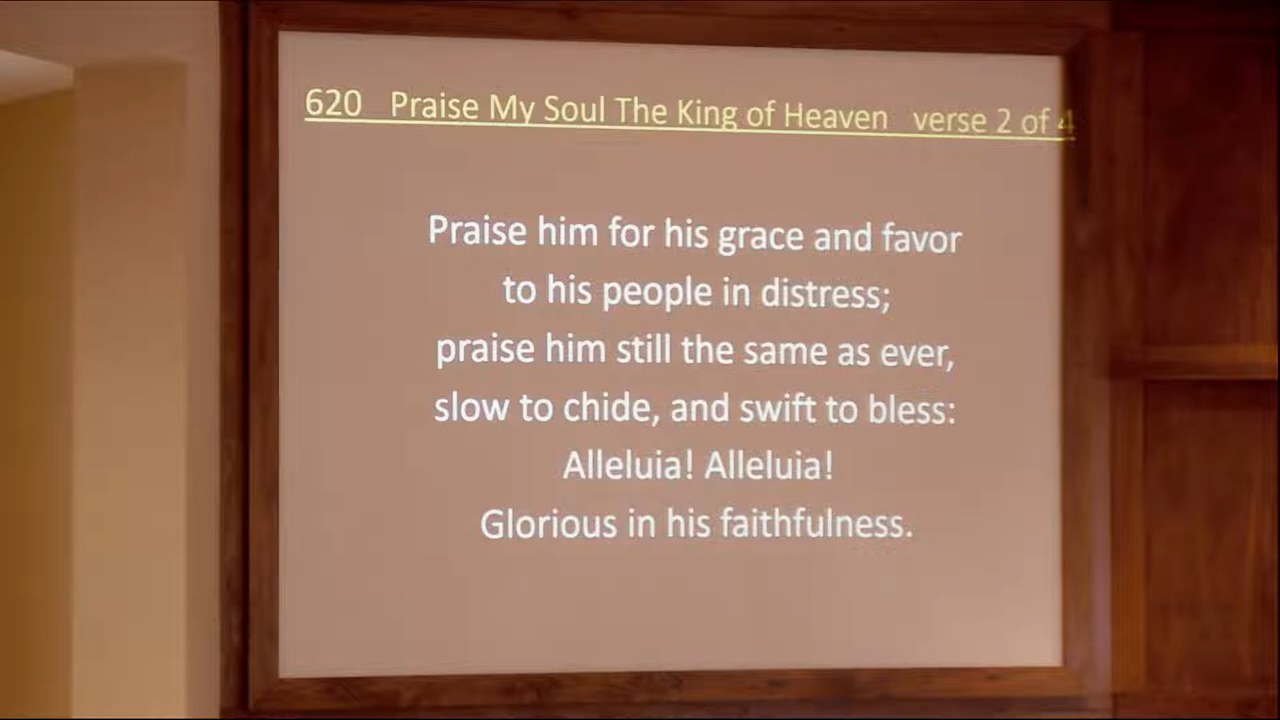 620 Praise My Soul The King of Heaven verse 2 of 4
Praise him for his grace and favor
to his people in distress;
praise him still the same as ever,
slow to chide, and swift to bless:
Alleluia! Alleluia!
Glorious in his faithfulness.